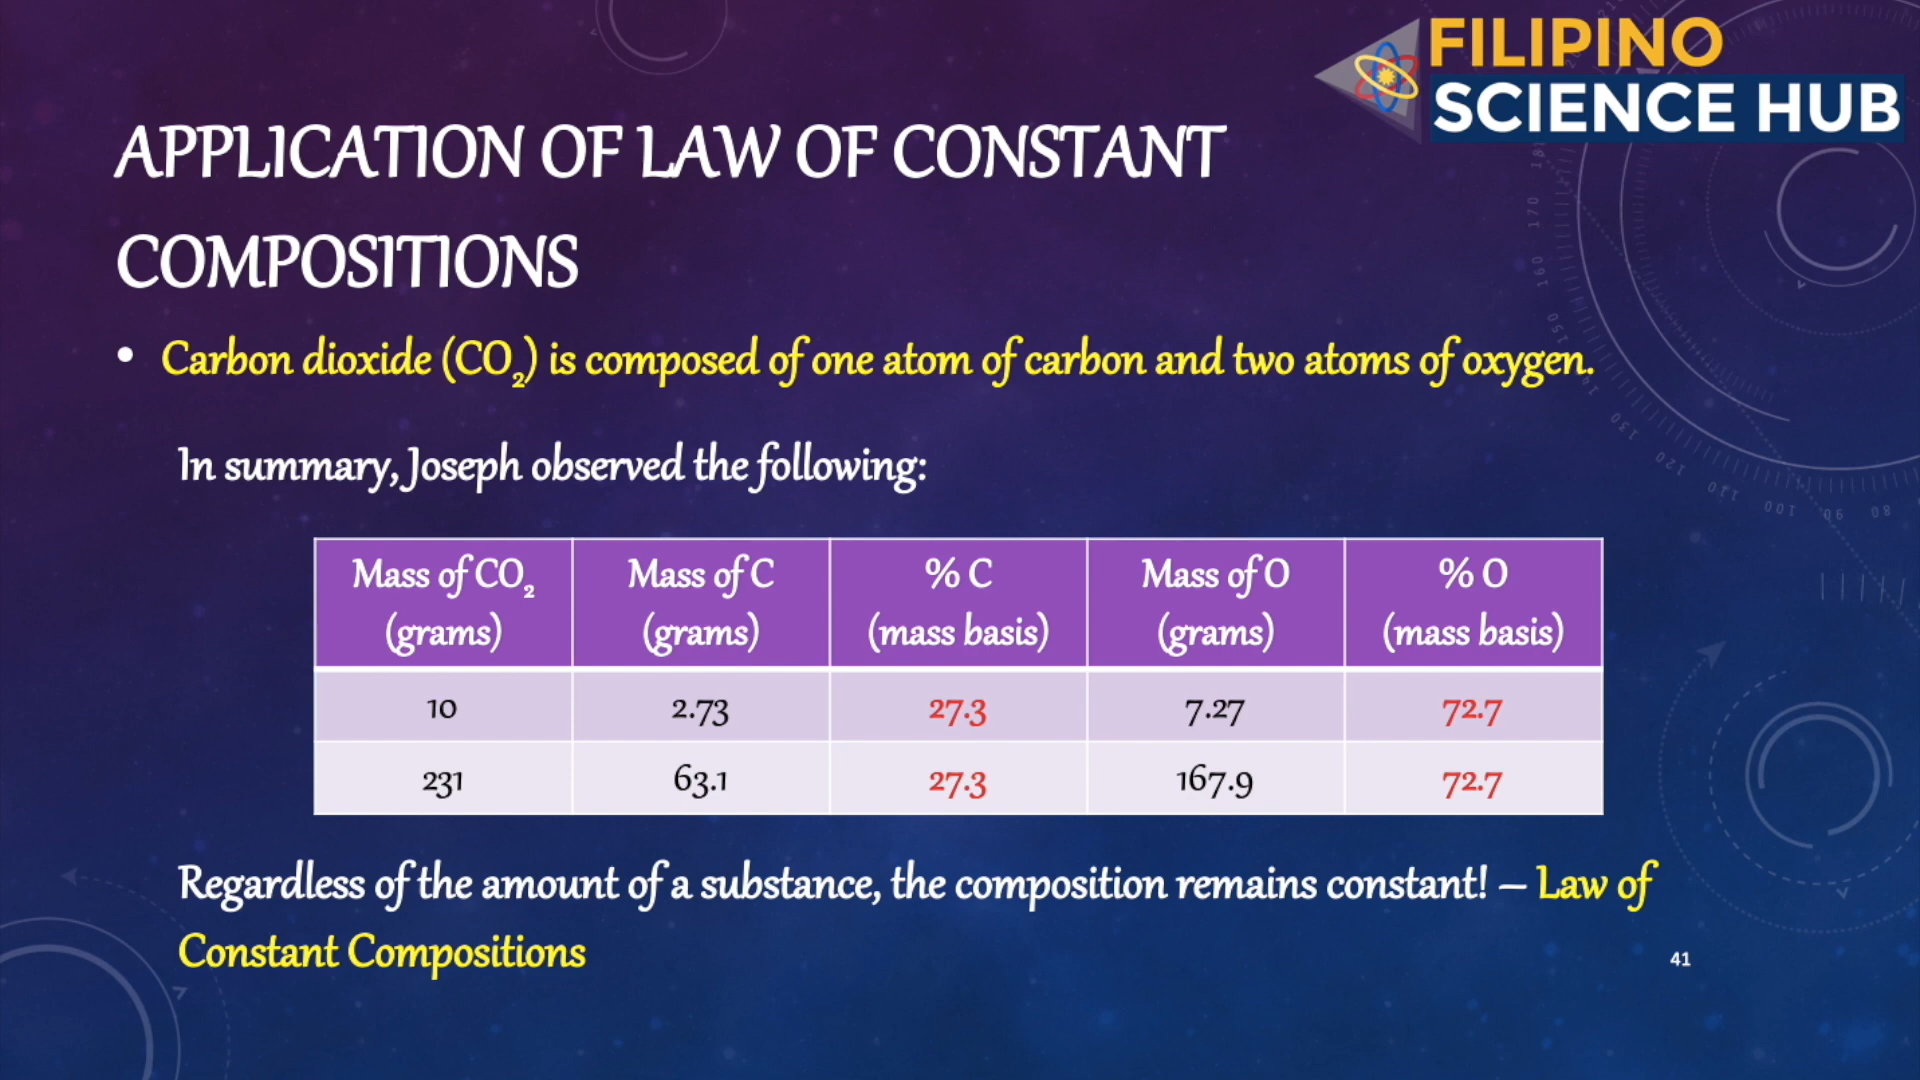 FILIPINO
SCIENCE HUB
APPLICATION OF LAW OF CONSTANT
COMPOSITIONS
• Carbon dioxide (CO₂) is composed of one atom of carbon and two atoms of oxygen.
In summary, Joseph observed the following:
Mass of CO₂ (grams) Mass of C (grams) % C (mass basis) Mass of O (grams) % O (mass basis)
10 2.73 27.3 7.27 72.7
231 63.1 27.3 167.9 72.7
Regardless of the amount of a substance, the composition remains constant! – Law of
Constant Compositions
41